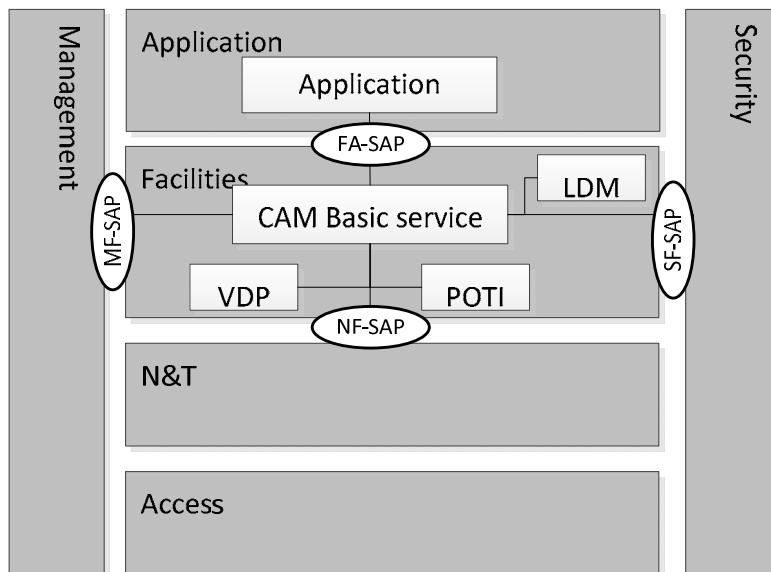 Management
Application
Security
Application
FA-SAP
Facilities
LDM
MF-SAP
CAM Basic service
SF-SAP
VDP
POTI
NF-SAP
N&T
Access